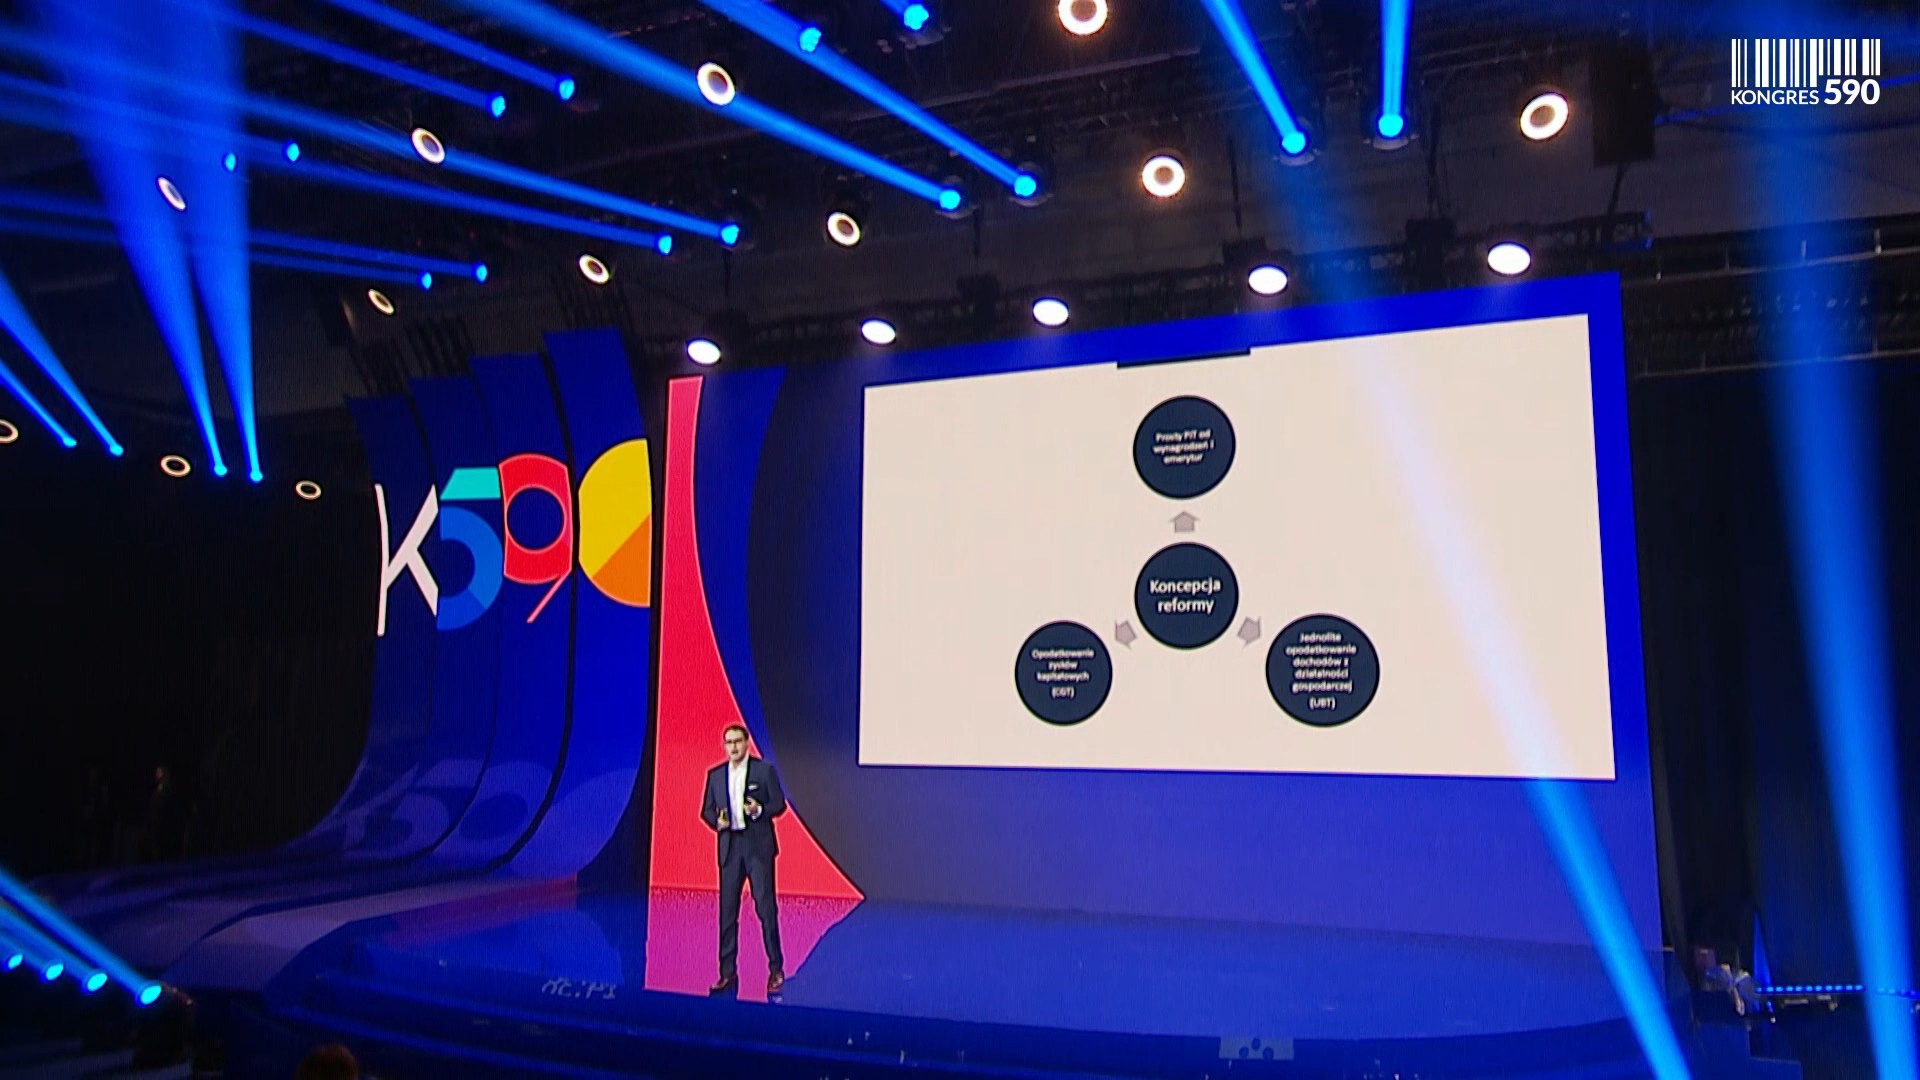 KONGRES 590
K590
Prosty PIT od
wynagrodzeń i
emerytur
Koncepcja
reformy
Opodatkowanie
zysków
kapitałowych
(CGT)
Jednolite
opodatkowanie
dochodów z
działalności
gospodarczej
(UBT)